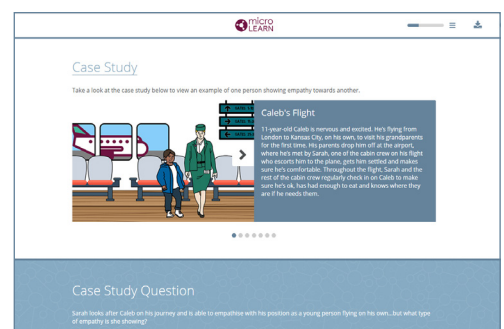 micro
LEARN
Case Study
Take a look at the case study below to view an example of one person showing empathy towards another.
Caleb's Flight
11-year-old Caleb is nervous and excited. He's flying from
London to Kansas City, on his own, to visit his grandparents
for the first time. His parents drop him off at the airport,
where he's met by Sarah, one of the cabin crew on his flight
who escorts him to the plane, gets him settled and makes
sure he's comfortable. Throughout the flight, Sarah and the
rest of the cabin crew regularly check in on Caleb to make
sure he's ok, has had enough to eat and knows where they
are if he needs them.
Case Study Question
Sarah looks after Caleb on his journey and is able to empathise with his position as a young person flying on his own...but what type
of empathy is she showing?